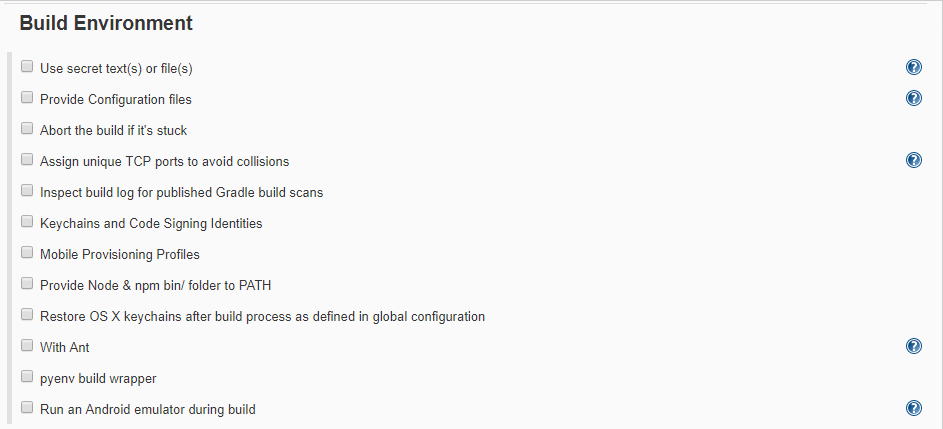 Build Environment
Use secret text(s) or file(s)
Provide Configuration files
Abort the build if it's stuck
Assign unique TCP ports to avoid collisions
Inspect build log for published Gradle build scans
Keychains and Code Signing Identities
Mobile Provisioning Profiles
Provide Node & npm bin/ folder to PATH
Restore OS X keychains after build process as defined in global configuration
With Ant
pyenv build wrapper
Run an Android emulator during build